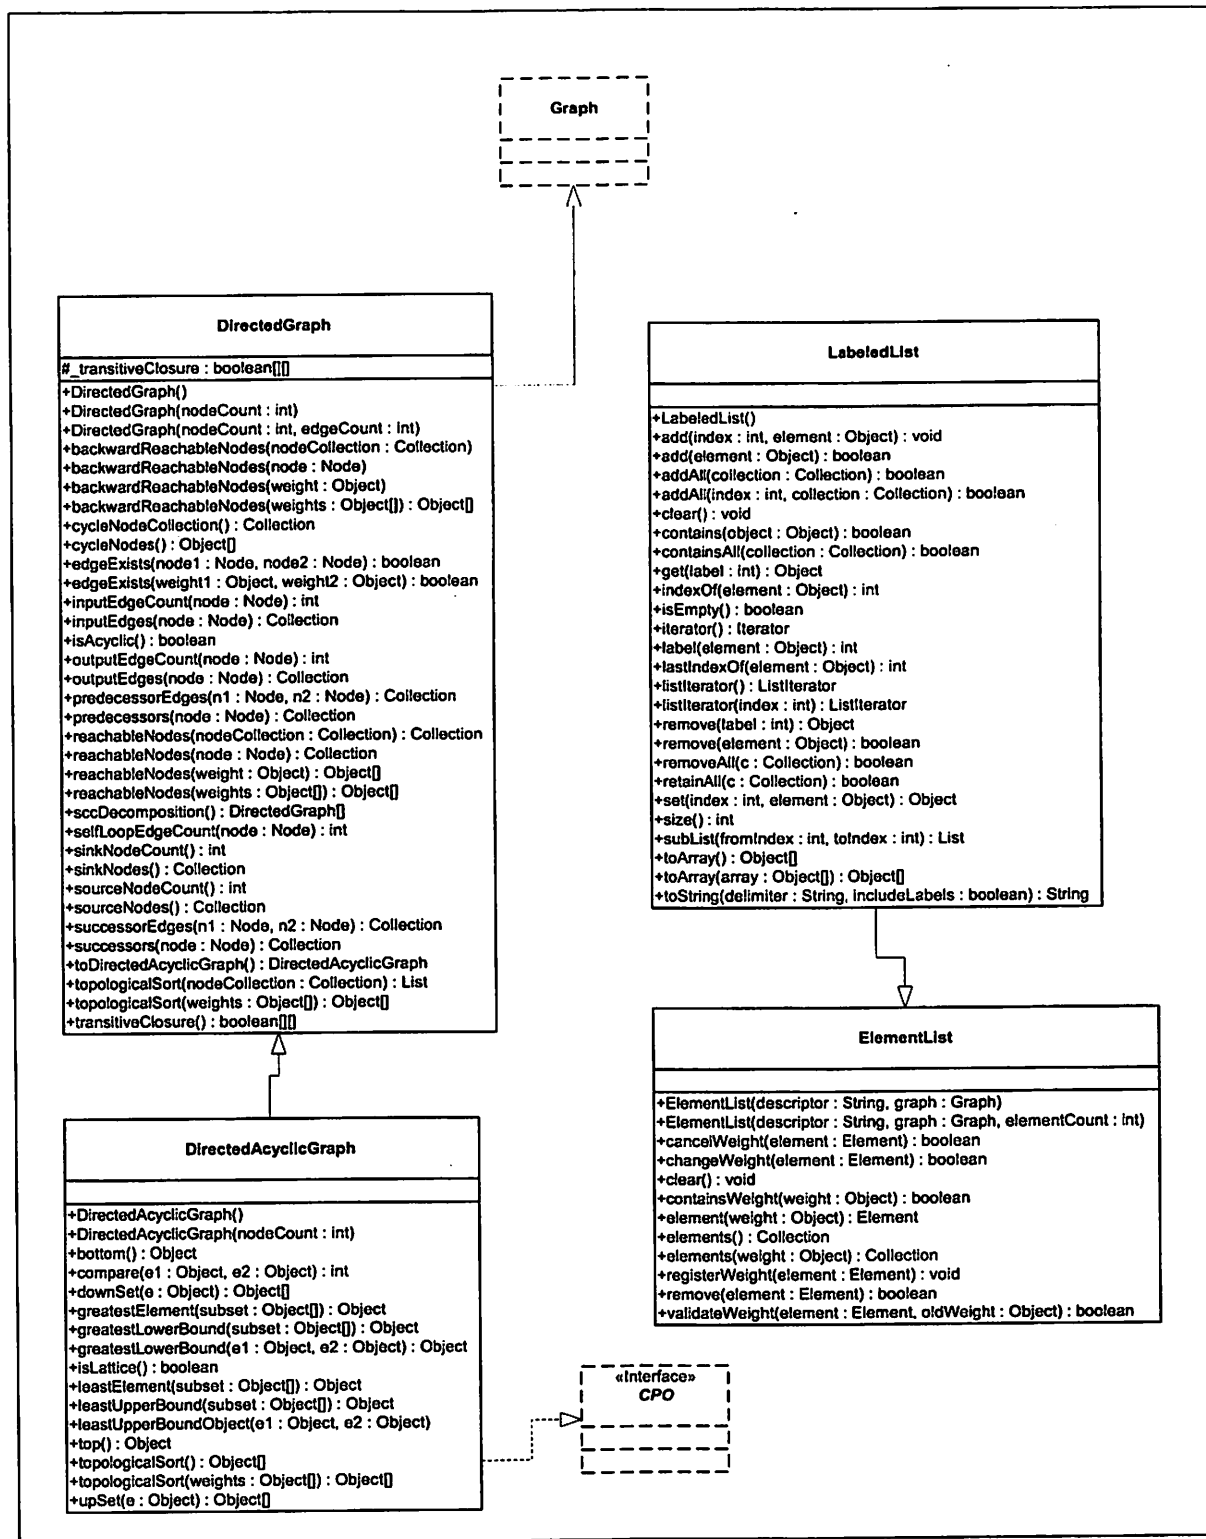 Graph
DirectedGraph
#_transitiveClosure : boolean[][]
+DirectedGraph()
+DirectedGraph(nodeCount : int)
+DirectedGraph(nodeCount : int, edgeCount : int)
+backwardReachableNodes(nodeCollection : Collection)
+backwardReachableNodes(node : Node)
+backwardReachableNodes(weight : Object)
+backwardReachableNodes(weights : Object[]) : Object[]
+cycleNodeCollection() : Collection
+cycleNodes() : Object[]
+edgeExists(node1 : Node, node2 : Node) : boolean
+edgeExists(weight1 : Object, weight2 : Object) : boolean
+inputEdgeCount(node : Node) : int
+inputEdges(node : Node) : Collection
+isAcyclic() : boolean
+outputEdgeCount(node : Node) : int
+outputEdges(node : Node) : Collection
+predecessorEdges(n1 : Node, n2 : Node) : Collection
+predecessors(node : Node) : Collection
+reachableNodes(nodeCollection : Collection) : Collection
+reachableNodes(node : Node) : Collection
+reachableNodes(weight : Object) : Object[]
+reachableNodes(weights : Object[]) : Object[]
+sccDecomposition() : DirectedGraph[]
+selfLoopEdgeCount(node : Node) : int
+sinkNodeCount() : int
+sinkNodes() : Collection
+sourceNodeCount() : int
+sourceNodes() : Collection
+successorEdges(n1 : Node, n2 : Node) : Collection
+successors(node : Node) : Collection
+toDirectedAcyclicGraph() : DirectedAcyclicGraph
+topologicalSort(nodeCollection : Collection) : List
+topologicalSort(weights : Object[]) : Object[]
+transitiveClosure() : boolean[][]
LabeledList
+LabeledList()
+add(index : int, element : Object) : void
+add(element : Object) : boolean
+addAll(collection : Collection) : boolean
+addAll(index : int, collection : Collection) : boolean
+clear() : void
+contains(object : Object) : boolean
+containsAll(collection : Collection) : boolean
+get(label : int) : Object
+indexOf(element : Object) : int
+isEmpty() : boolean
+iterator() : Iterator
+label(element : Object) : int
+lastIndexOf(element : Object) : int
+listIterator() : ListIterator
+listIterator(index : int) : ListIterator
+remove(label : int) : Object
+remove(element : Object) : boolean
+removeAll(c : Collection) : boolean
+retainAll(c : Collection) : boolean
+set(index : int, element : Object) : Object
+size() : int
+subList(fromIndex : int, toIndex : int) : List
+toArray() : Object[]
+toArray(array : Object[]) : Object[]
+toString(delimiter : String, includeLabels : boolean) : String
ElementList
+ElementList(descriptor : String, graph : Graph)
+ElementList(descriptor : String, graph : Graph, elementCount : int)
+cancelWeight(element : Element) : boolean
+changeWeight(element : Element) : boolean
+clear() : void
+containsWeight(weight : Object) : boolean
+element(weight : Object) : Element
+elements() : Collection
+elements(weight : Object) : Collection
+registerWeight(element : Element) : void
+remove(element : Element) : boolean
+validateWeight(element : Element, oldWeight : Object) : boolean
DirectedAcyclicGraph
+DirectedAcyclicGraph()
+DirectedAcyclicGraph(nodeCount : int)
+bottom() : Object
+compare(e1 : Object, e2 : Object) : int
+downSet(e : Object) : Object[]
+greatestElement(subset : Object[]) : Object
+greatestLowerBound(subset : Object[]) : Object
+greatestLowerBound(e1 : Object, e2 : Object) : Object
+isLattice() : boolean
+leastElement(subset : Object[]) : Object
+leastUpperBound(subset : Object[]) : Object
+leastUpperBoundObject(e1 : Object, e2 : Object)
+top() : Object
+topologicalSort() : Object[]
+topologicalSort(weights : Object[]) : Object[]
+upSet(e : Object) : Object[]
«Interface»
CPO